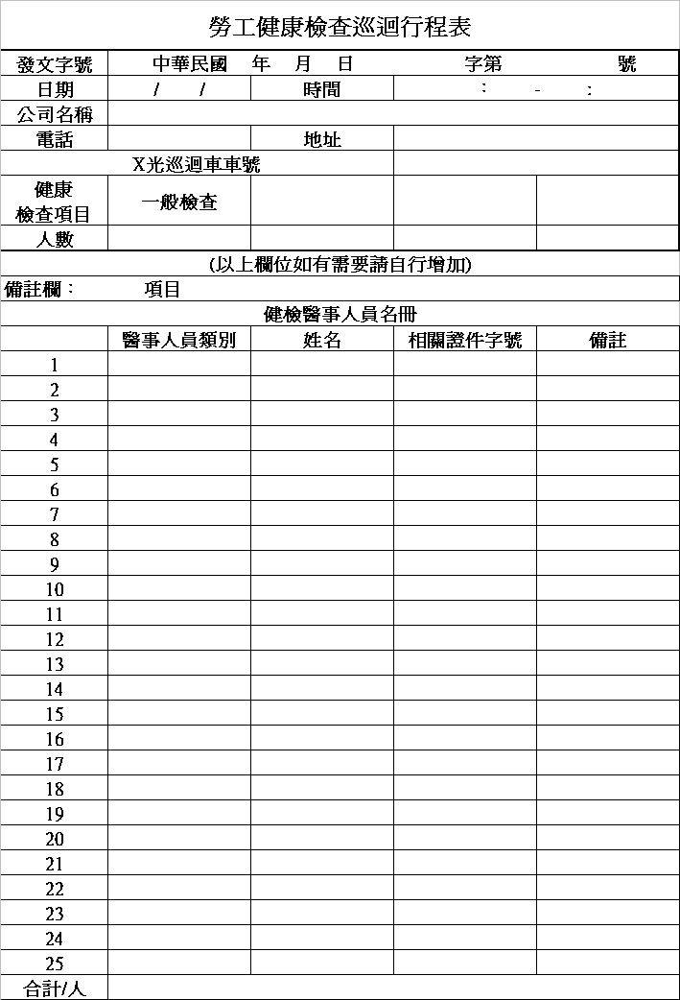 勞工健康檢查巡迴行程表
發文字號 中華民國 年 月 日 字第 號
日期 / / 時間 : - :
公司名稱
電話 地址
X光巡迴車車號
健康
檢查項目 一般檢查
人數
(以上欄位如有需要請自行增加)
備註欄： 項目
健檢醫事人員名冊
醫事人員類別 姓名 相關證件字號 備註
1
2
3
4
5
6
7
8
9
10
11
12
13
14
15
16
17
18
19
20
21
22
23
24
25
合計/人